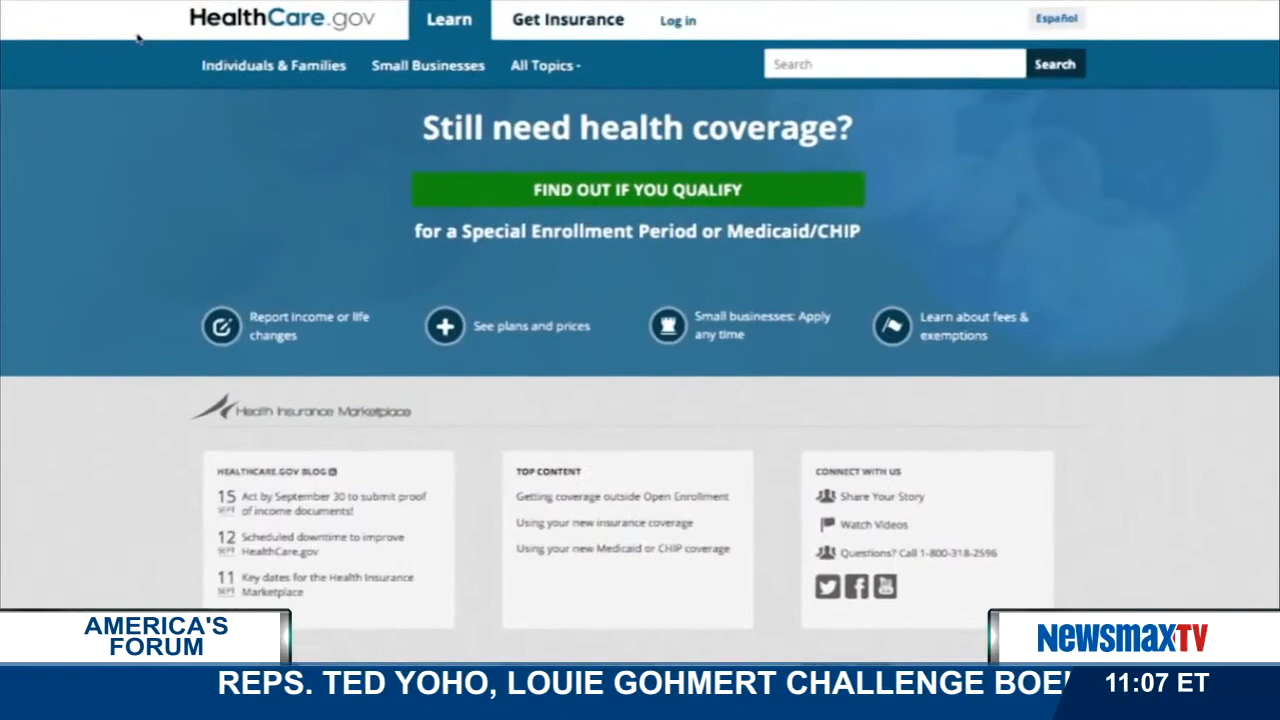 HealthCare.gov
Learn
Get Insurance
Log in
Español
Individuals & Families
Small Businesses
All Topics
Search
Search
Still need health coverage?
FIND OUT IF YOU QUALIFY
for a Special Enrollment Period or Medicaid/CHIP
Report income or life
changes
See plans and prices
Small businesses: Apply
any time
Learn about fees &
exemptions
Health Insurance Marketplace
HEALTHCARE.GOV BLOG
15 Act by September 30 to submit proof
SEPT of income documents!
12 Scheduled downtime to improve
SEPT HealthCare.gov
11 Key dates for the Health Insurance
SEPT Marketplace
TOP CONTENT
Getting coverage outside Open Enrollment
Using your new insurance coverage
Using your new Medicaid or CHIP coverage
CONNECT WITH US
Share Your Story
Watch Videos
Questions? Call 1-800-318-2596
You Tube
AMERICA'S
FORUM
NEWSMAXTV
REPS. TED YOHO, LOUIE GOHMERT CHALLENGE BOE
11:07 ET